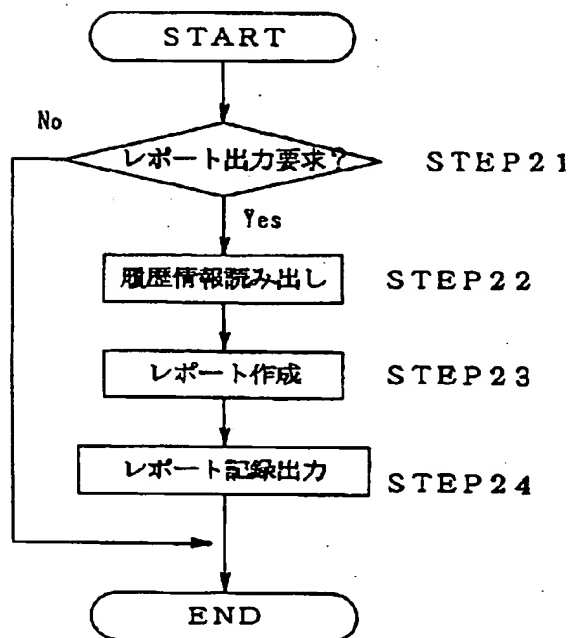 START
No
レポート出力要求? STEP21
Yes
履歴情報読み出し STEP22
レポート作成 STEP23
レポート記録出力 STEP24
END